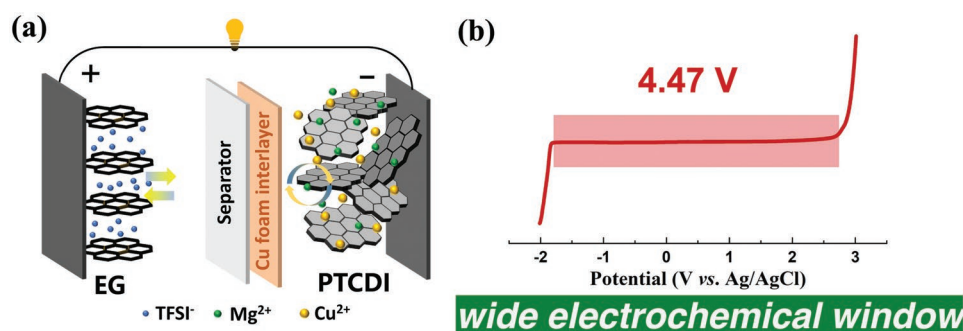 (a)
+
−
Separator
Cu foam interlayer
EG
PTCDI
TFSI⁻
Mg²⁺
Cu²⁺
(b)
4.47 V
-2 -1 0 1 2 3
Potential (V vs. Ag/AgCl)
wide electrochemical window